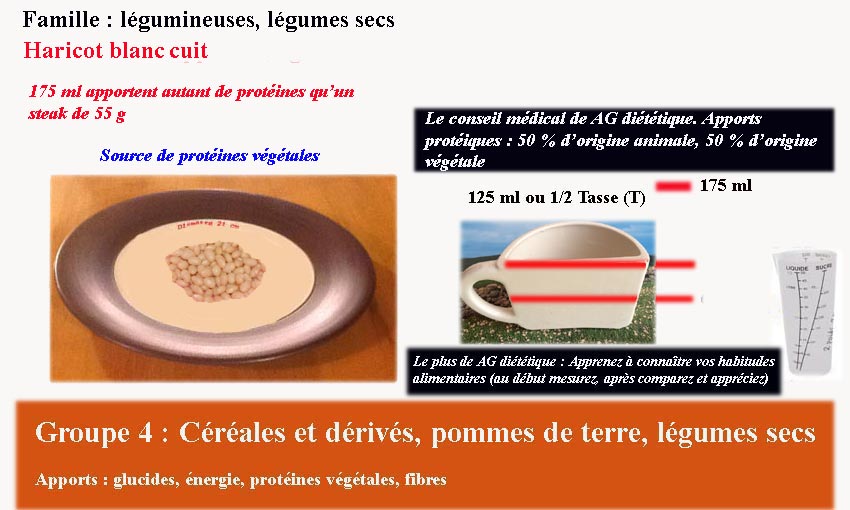 Famille : légumineuses, légumes secs
Haricot blanc cuit
175 ml apportent autant de protéines qu’un
steak de 55 g
Source de protéines végétales
Le conseil médical de AG diététique. Apports
protéiques : 50 % d’origine animale, 50 % d’origine
végétale
125 ml ou 1/2 Tasse (T)
175 ml
Diamètre 21 cm
LIQUIDE SUCRE
Le plus de AG diététique : Apprenez à connaître vos habitudes
alimentaires (au début mesurez, après comparez et appréciez)
Groupe 4 : Céréales et dérivés, pommes de terre, légumes secs
Apports : glucides, énergie, protéines végétales, fibres